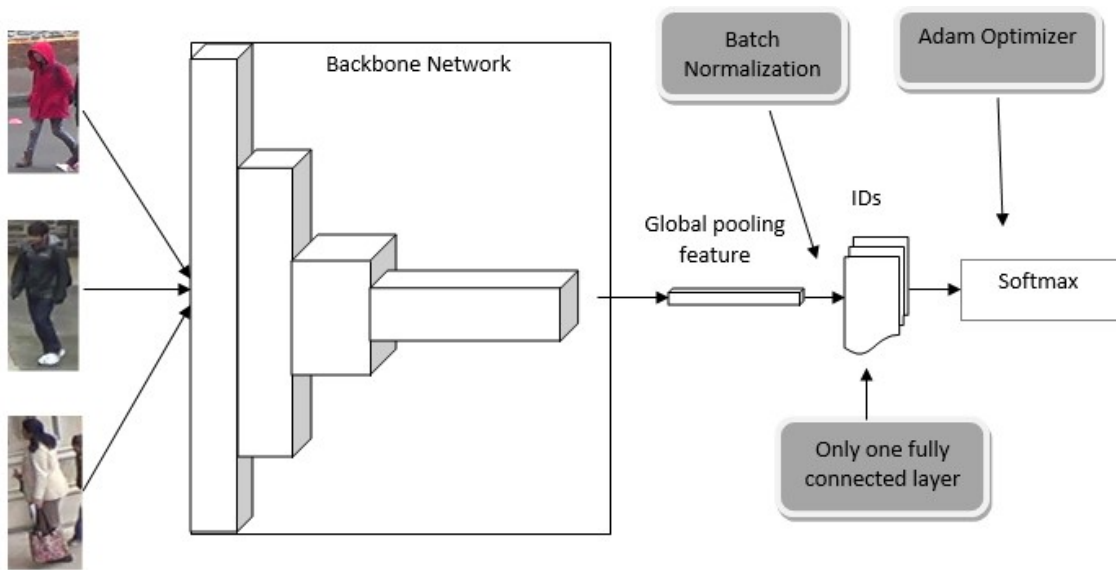 Backbone Network
Batch
Normalization
Adam Optimizer
Global pooling
feature
IDs
Softmax
Only one fully
connected layer